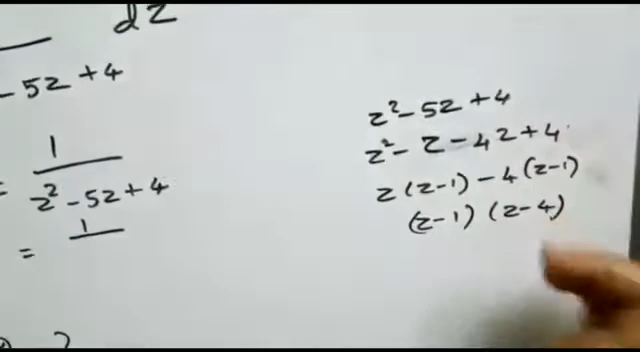 dz
- 5z + 4
= 1 / z² - 5z + 4
= 1
z² - 5z + 4
z² - z - 4z + 4
z (z-1) - 4 (z-1)
(z-1) (z-4)
?